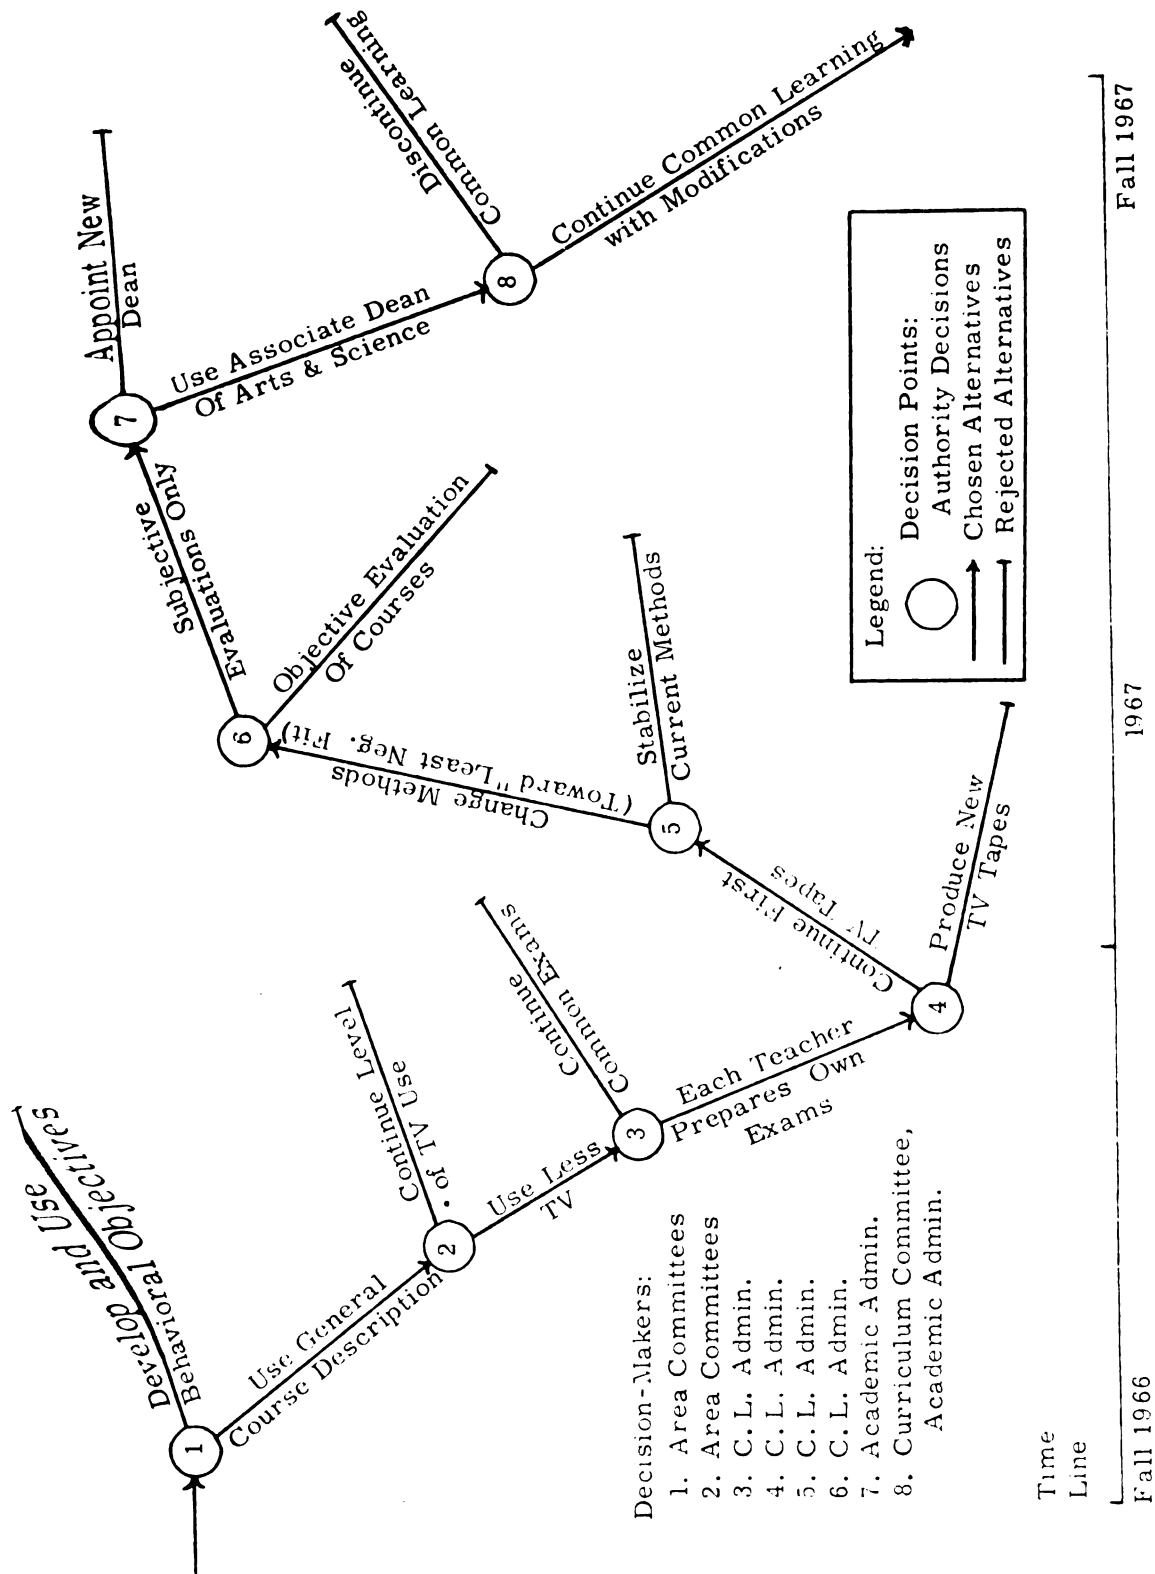 Develop and Use
Behavioral Objectives
1
Use General
Course Description
2
Continue Level
of TV Use
Use Less
TV
3
Continue
Common Exams
Each Teacher
Prepares Own
Exams
4
Produce New
TV Tapes
Continue First
TV Tapes
5
Stabilize
Current Methods
Change Methods
(Toward "Least Neg. Fit)
6
Objective Evaluation
Of Courses
Subjective
Evaluations Only
7
Appoint New
Dean
Use Associate Dean
Of Arts & Science
8
Discontinue
Common Learning
Continue Common Learning
with Modifications
Decision-Makers:
1. Area Committees
2. Area Committees
3. C.L. Admin.
4. C.L. Admin.
5. C.L. Admin.
6. C.L. Admin.
7. Academic Admin.
8. Curriculum Committee,
Academic Admin.
Legend:
Decision Points:
Authority Decisions
Chosen Alternatives
Rejected Alternatives
Time
Line
Fall 1966
1967
Fall 1967